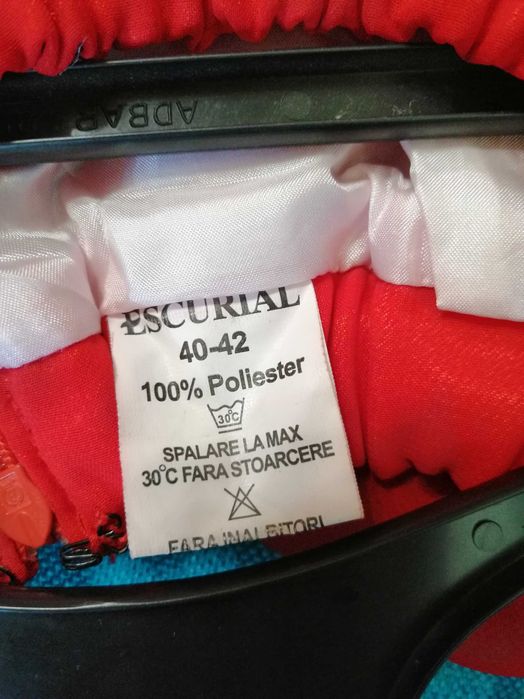 ADBAR
ESCURIAL
40-42
100% Poliester
30°C
SPALARE LA MAX
30°C FARA STOARCERE
FARA INALBITORI